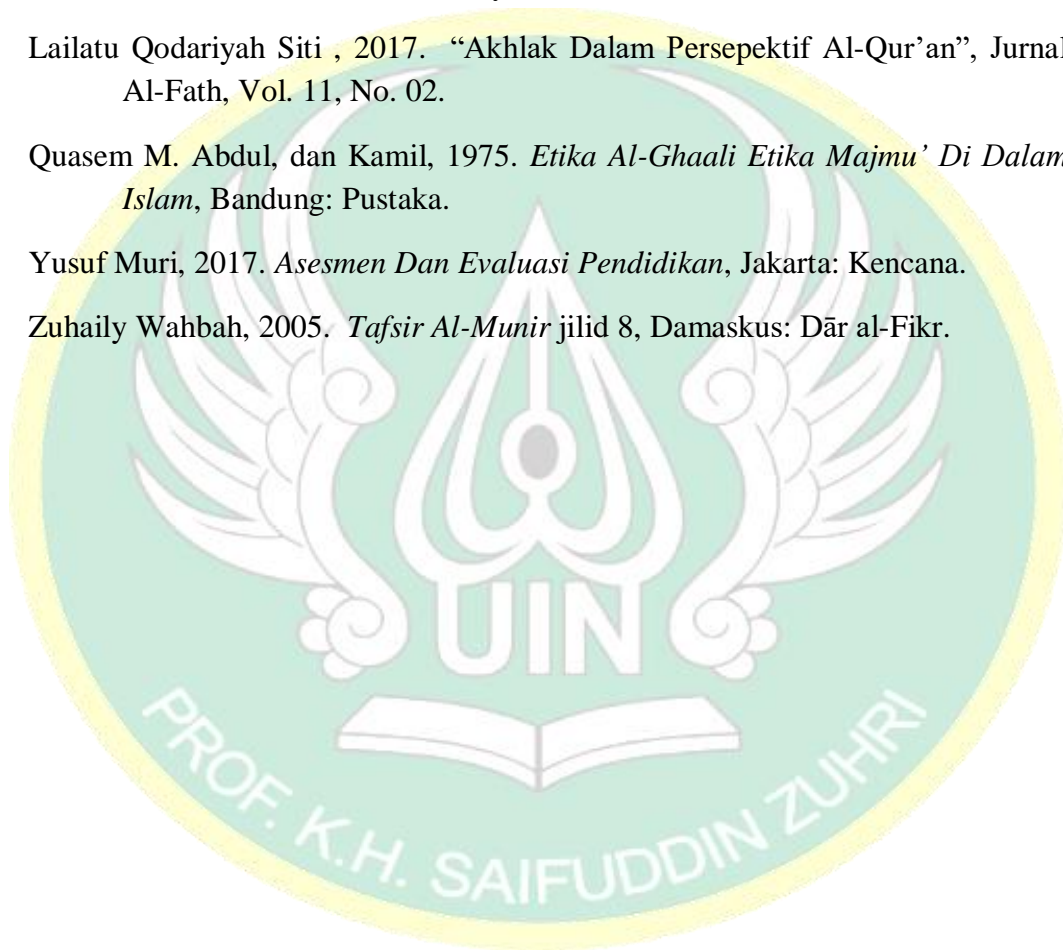 Lailatu Qodariyah Siti , 2017. “Akhlak Dalam Persepektif Al-Qur’an”, Jurnal
Al-Fath, Vol. 11, No. 02.
Quasem M. Abdul, dan Kamil, 1975. Etika Al-Ghaali Etika Majmu’ Di Dalam
Islam, Bandung: Pustaka.
Yusuf Muri, 2017. Asesmen Dan Evaluasi Pendidikan, Jakarta: Kencana.
Zuhaily Wahbah, 2005. Tafsir Al-Munir jilid 8, Damaskus: Dār al-Fikr.
UIN
PROF. K.H. SAIFUDDIN ZUHRI